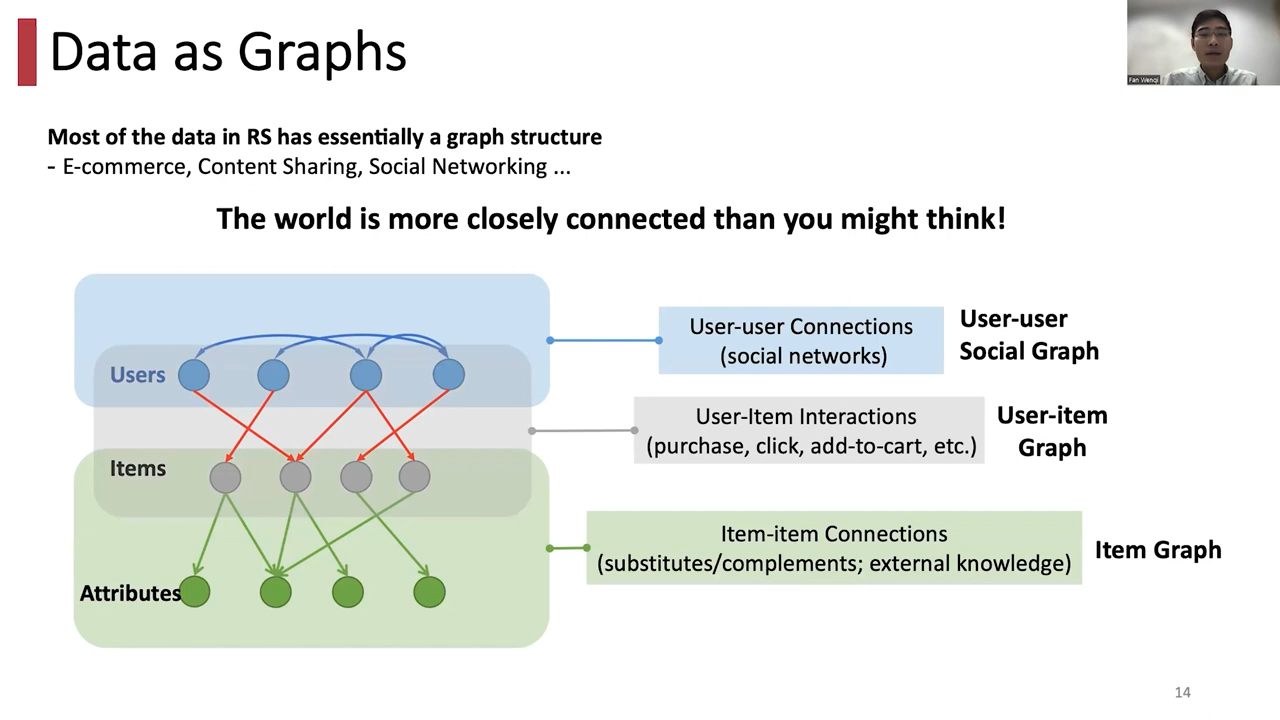 Data as Graphs
Fan Wenqi
Most of the data in RS has essentially a graph structure
- E-commerce, Content Sharing, Social Networking ...
The world is more closely connected than you might think!
Users
Items
Attributes
User-user Connections
(social networks)
User-user
Social Graph
User-Item Interactions
(purchase, click, add-to-cart, etc.)
User-item
Graph
Item-item Connections
(substitutes/complements; external knowledge)
Item Graph
14